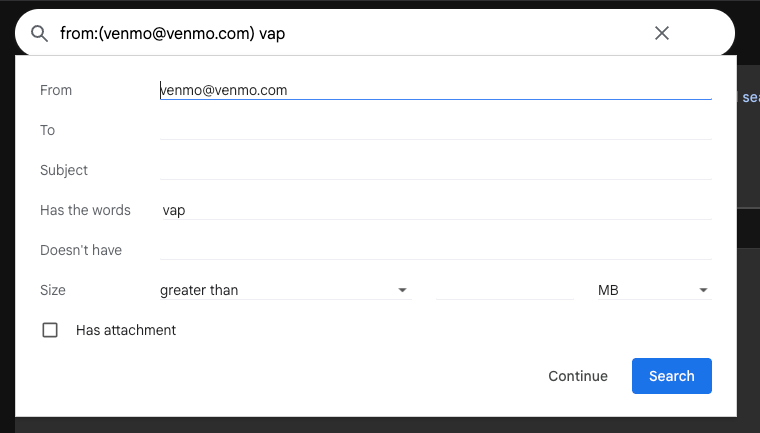 from:(venmo@venmo.com) vap
From venmo@venmo.com
To
Subject
Has the words vap
Doesn't have
Size greater than MB
Has attachment
Continue Search